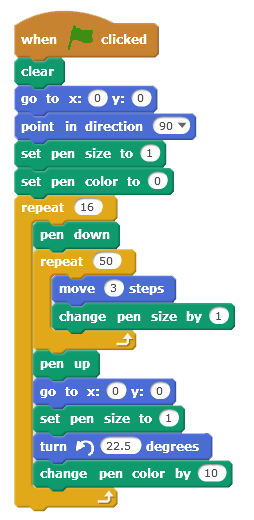 when clicked
clear
go to x: 0 y: 0
point in direction 90
set pen size to 1
set pen color to 0
repeat 16
pen down
repeat 50
move 3 steps
change pen size by 1
pen up
go to x: 0 y: 0
set pen size to 1
turn 22.5 degrees
change pen color by 10